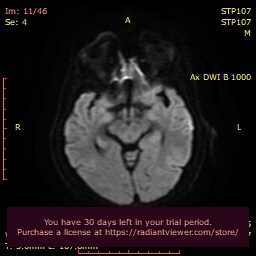 Im: 11/46
Se: 4
A
STP107
STP107
M
Ax DWI B 1000
R
L
You have 30 days left in your trial period.
Purchase a license at https://radiantviewer.com/store/